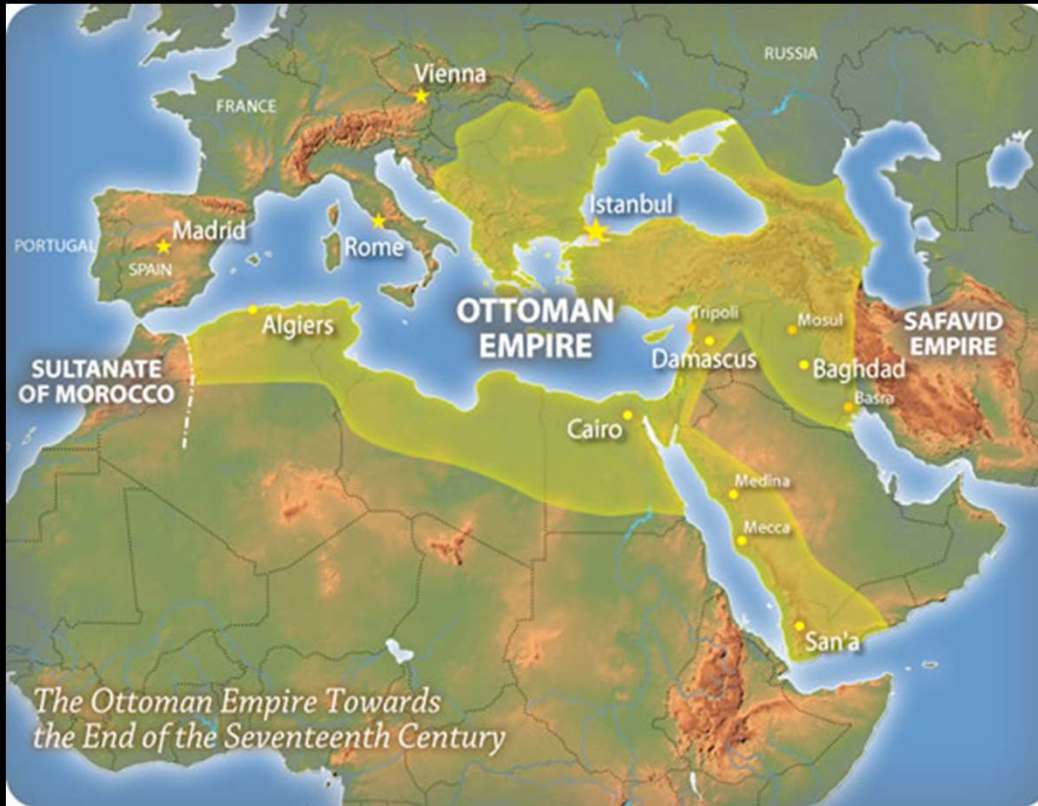 RUSSIA
Vienna
FRANCE
Istanbul
Madrid
PORTUGAL
Rome
SPAIN
OTTOMAN
EMPIRE
Tripoli
Mosul
SAFAVID
EMPIRE
Algiers
Damascus
Baghdad
SULTANATE
OF MOROCCO
Basra
Cairo
Medina
Mecca
San'a
The Ottoman Empire Towards
the End of the Seventeenth Century